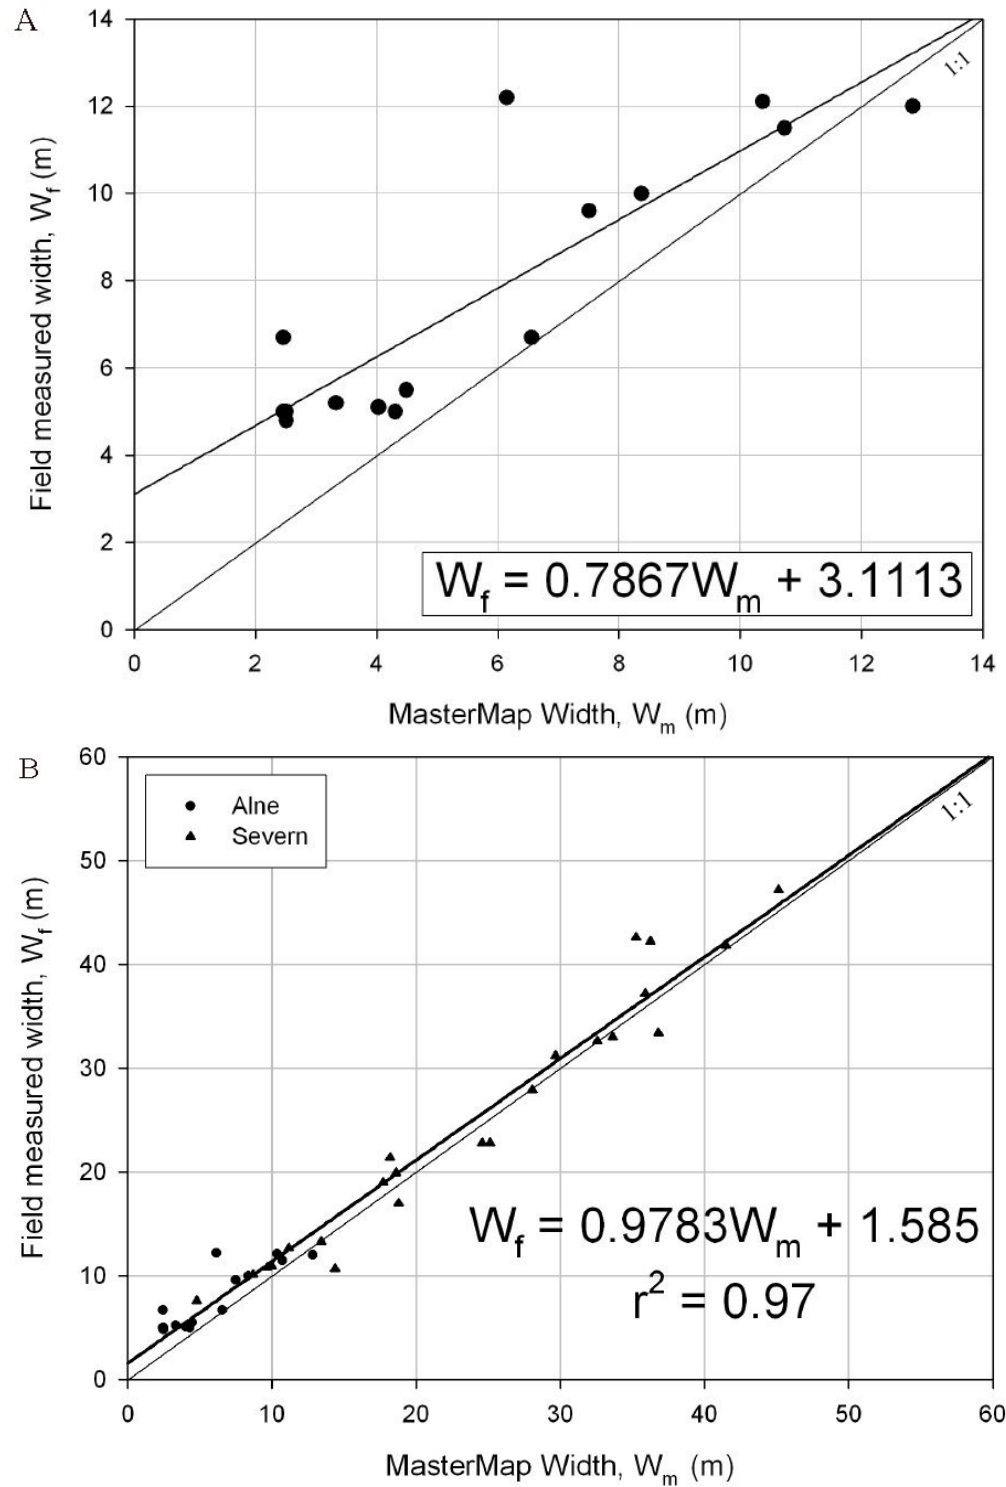 A
14
12
10
8
6
4
2
0
Field measured width, Wf (m)
1:1
Wf = 0.7867Wm + 3.1113
0 2 4 6 8 10 12 14
MasterMap Width, Wm (m)
B
60
50
40
30
20
10
0
Field measured width, Wf (m)
Alne
Severn
1:1
Wf = 0.9783Wm + 1.585
r² = 0.97
0 10 20 30 40 50 60
MasterMap Width, Wm (m)